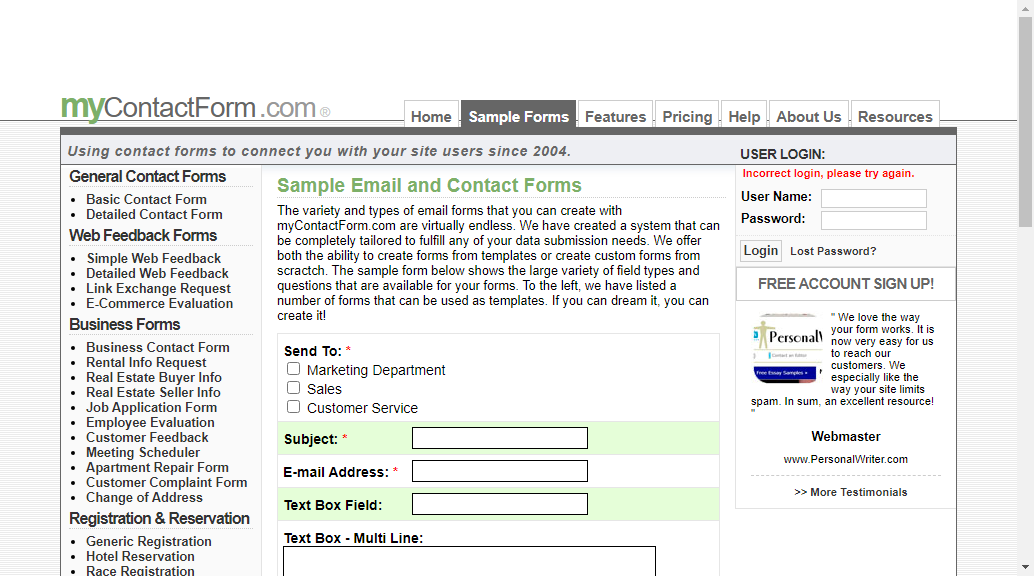 myContactForm.com ®
Home
Sample Forms
Features
Pricing
Help
About Us
Resources
Using contact forms to connect you with your site users since 2004.
USER LOGIN:
Incorrect login, please try again.
User Name:
Password:
Login
Lost Password?
FREE ACCOUNT SIGN UP!
General Contact Forms
Basic Contact Form
Detailed Contact Form
Web Feedback Forms
Simple Web Feedback
Detailed Web Feedback
Link Exchange Request
E-Commerce Evaluation
Business Forms
Business Contact Form
Rental Info Request
Real Estate Buyer Info
Real Estate Seller Info
Job Application Form
Employee Evaluation
Customer Feedback
Meeting Scheduler
Apartment Repair Form
Customer Complaint Form
Change of Address
Registration & Reservation
Generic Registration
Hotel Reservation
Race Registration
Sample Email and Contact Forms
The variety and types of email forms that you can create with
myContactForm.com are virtually endless. We have created a system that can
be completely tailored to fulfill any of your data submission needs. We offer
both the ability to create forms from templates or create custom forms from
scractch. The sample form below shows the large variety of field types and
questions that are available for your forms. To the left, we have listed a
number of forms that can be used as templates. If you can dream it, you can
create it!
Send To: *
Marketing Department
Sales
Customer Service
Subject: *
E-mail Address: *
Text Box Field:
Text Box - Multi Line:
Personal
Contact an Editor
Free Essay Samples »
" We love the way
your form works. It is
now very easy for us
to reach our
customers. We
especially like the
way your site limits
spam. In sum, an excellent resource!
"
Webmaster
www.PersonalWriter.com
>> More Testimonials